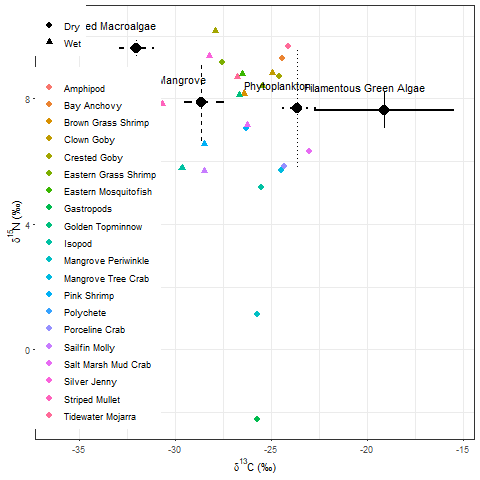 Dry
ed Macroalgae
Wet
Mangrove
Phytoplankton
Filamentous Green Algae
Amphipod
Bay Anchovy
Brown Grass Shrimp
Clown Goby
Crested Goby
Eastern Grass Shrimp
Eastern Mosquitofish
Gastropods
Golden Topminnow
Isopod
Mangrove Periwinkle
Mangrove Tree Crab
Pink Shrimp
Polychete
Porceline Crab
Sailfin Molly
Salt Marsh Mud Crab
Silver Jenny
Striped Mullet
Tidewater Mojarra
8
4
0
δ15N (‰)
-35
-30
-25
-20
-15
δ13C (‰)